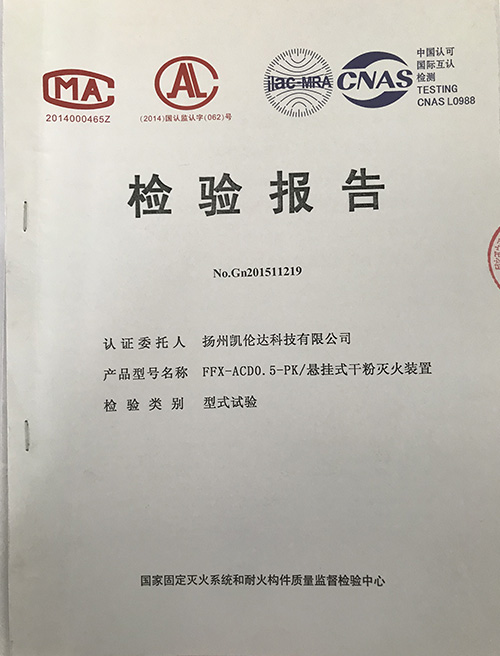 MA
2014000465Z
AL
(2014)国认监认字(062)号
ilac-MRA
CNAS
中国认可
国际互认
检测
TESTING
CNAS L0988
检验报告
No.Gn201511219
认证委托人 扬州凯伦达科技有限公司
产品型号名称 FFX-ACD0.5-PK/悬挂式干粉灭火装置
检验类别 型式试验
国家固定灭火系统和耐火构件质量监督检验中心